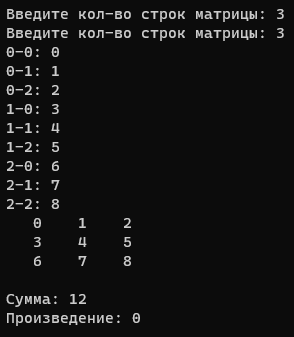 Введите кол-во строк матрицы: 3
Введите кол-во строк матрицы: 3
0-0: 0
0-1: 1
0-2: 2
1-0: 3
1-1: 4
1-2: 5
2-0: 6
2-1: 7
2-2: 8
0 1 2
3 4 5
6 7 8
Сумма: 12
Произведение: 0